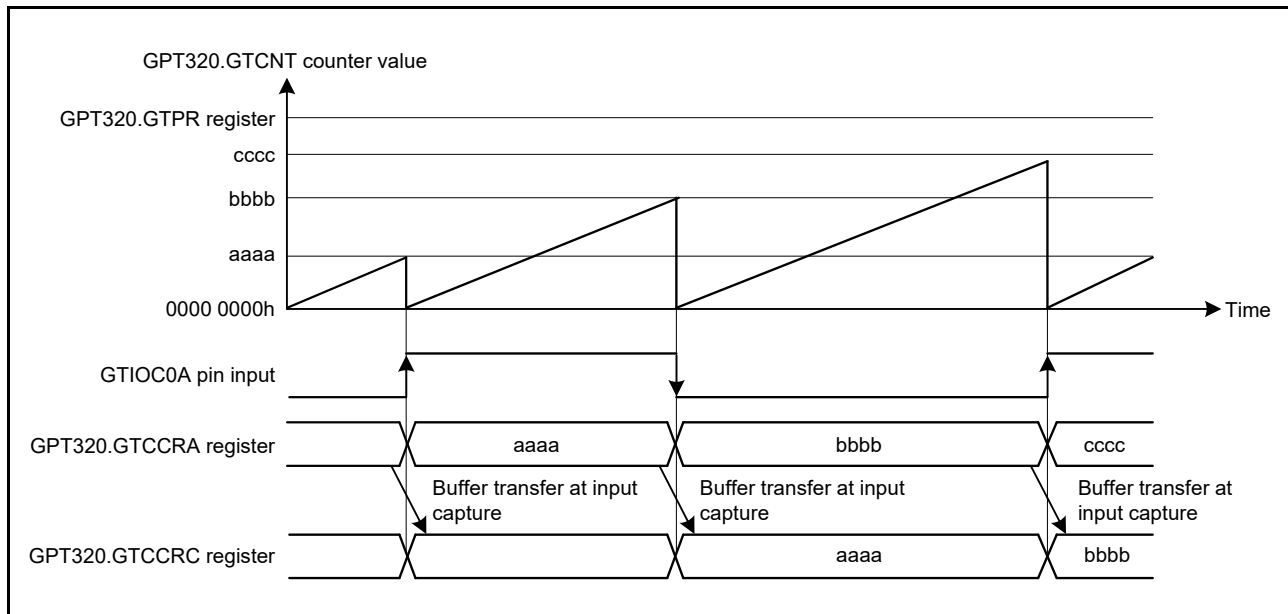 GPT320.GTCNT counter value
GPT320.GTPR register
cccc
bbbb
aaaa
0000 0000h
Time
GTIOC0A pin input
GPT320.GTCCRA register
aaaa
bbbb
cccc
Buffer transfer at input
capture
Buffer transfer at input
capture
Buffer transfer at
input capture
GPT320.GTCCRC register
aaaa
bbbb